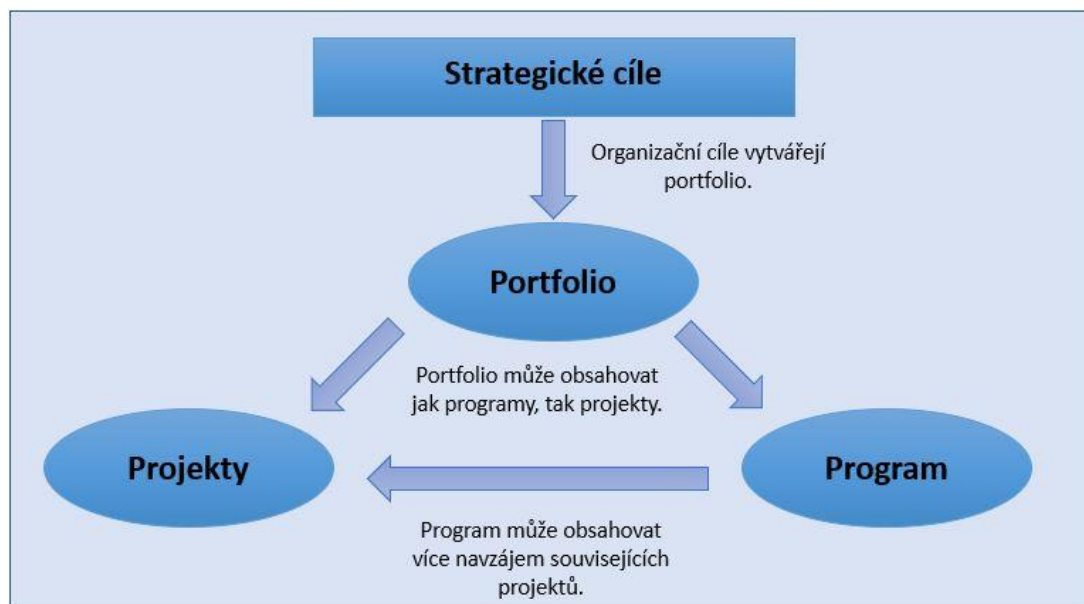 Strategické cíle
Organizační cíle vytvářejí
portfolio.
Portfolio
Portfolio může obsahovat
jak programy, tak projekty.
Projekty
Program
Program může obsahovat
více navzájem souvisejících
projektů.